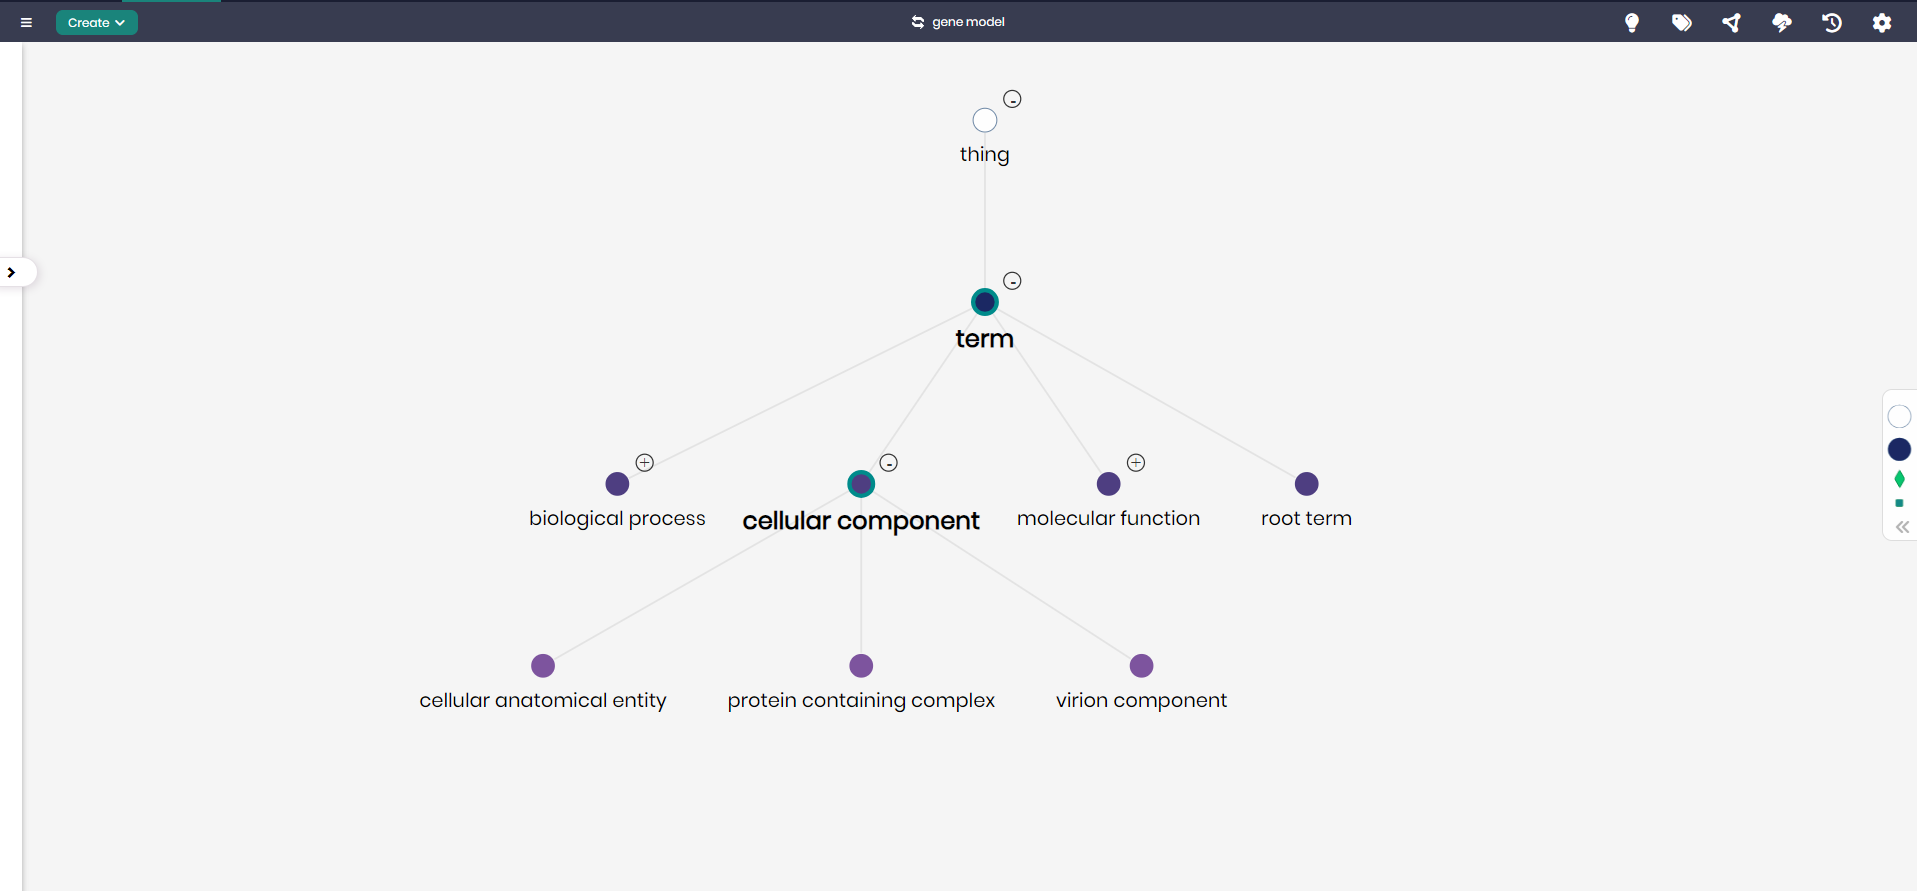 Create
gene model
thing
term
biological process
cellular component
molecular function
root term
cellular anatomical entity
protein containing complex
virion component